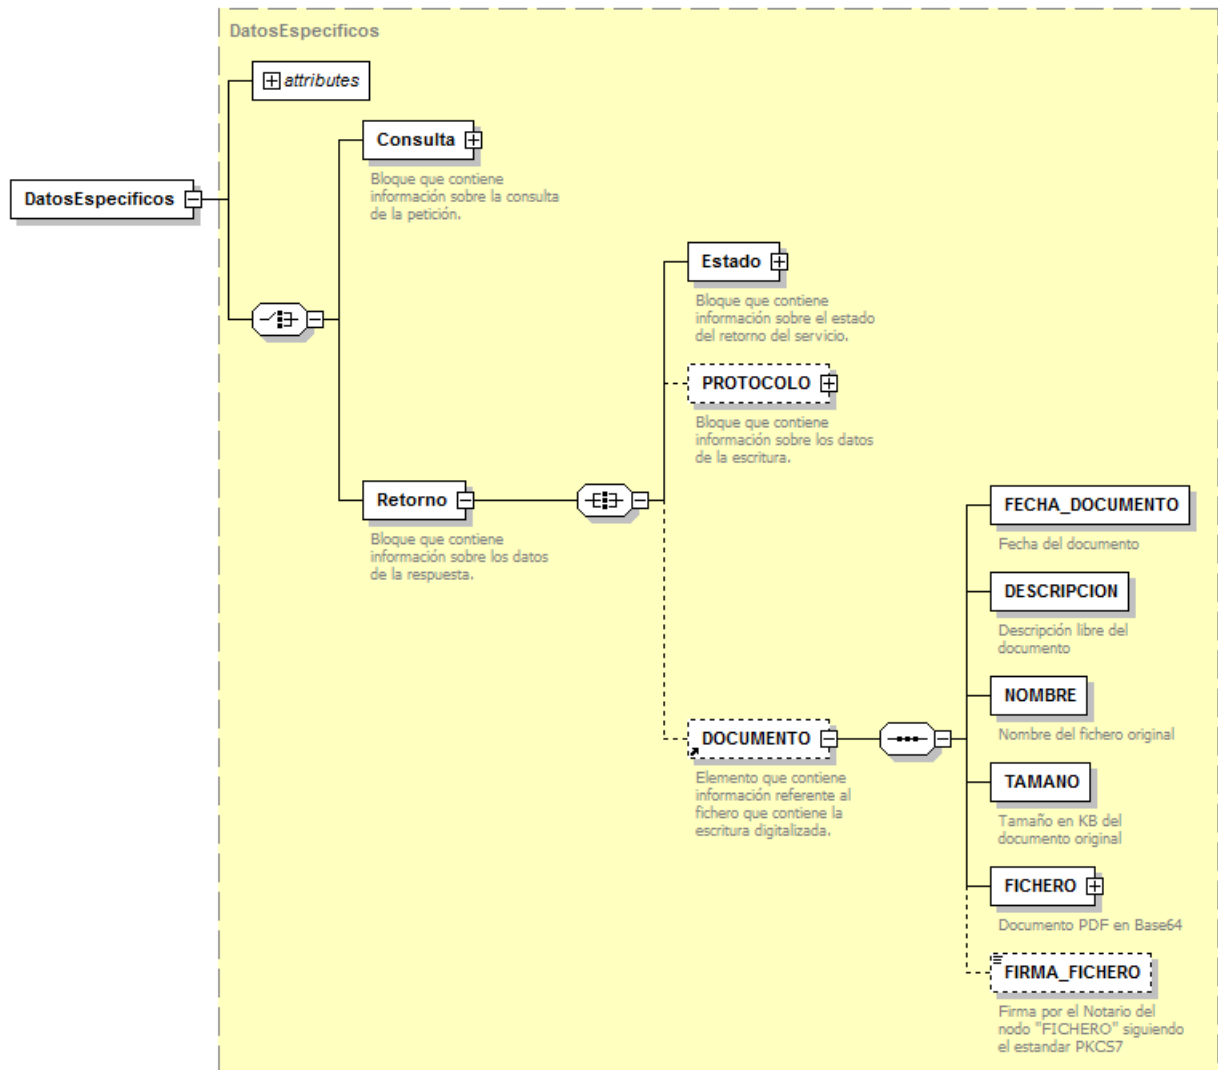 DatosEspecificos
attributes
Consulta
Bloque que contiene
información sobre la consulta
de la petición.
DatosEspecificos
Estado
Bloque que contiene
información sobre el estado
del retorno del servicio.
PROTOCOLO
Bloque que contiene
información sobre los datos
de la escritura.
Retorno
Bloque que contiene
información sobre los datos
de la respuesta.
FECHA_DOCUMENTO
Fecha del documento
DESCRIPCION
Descripción libre del
documento
NOMBRE
Nombre del fichero original
DOCUMENTO
Elemento que contiene
información referente al
fichero que contiene la
escritura digitalizada.
TAMANO
Tamaño en KB del
documento original
FICHERO
Documento PDF en Base64
FIRMA_FICHERO
Firma por el Notario del
nodo "FICHERO" siguiendo
el estandar PKCS7